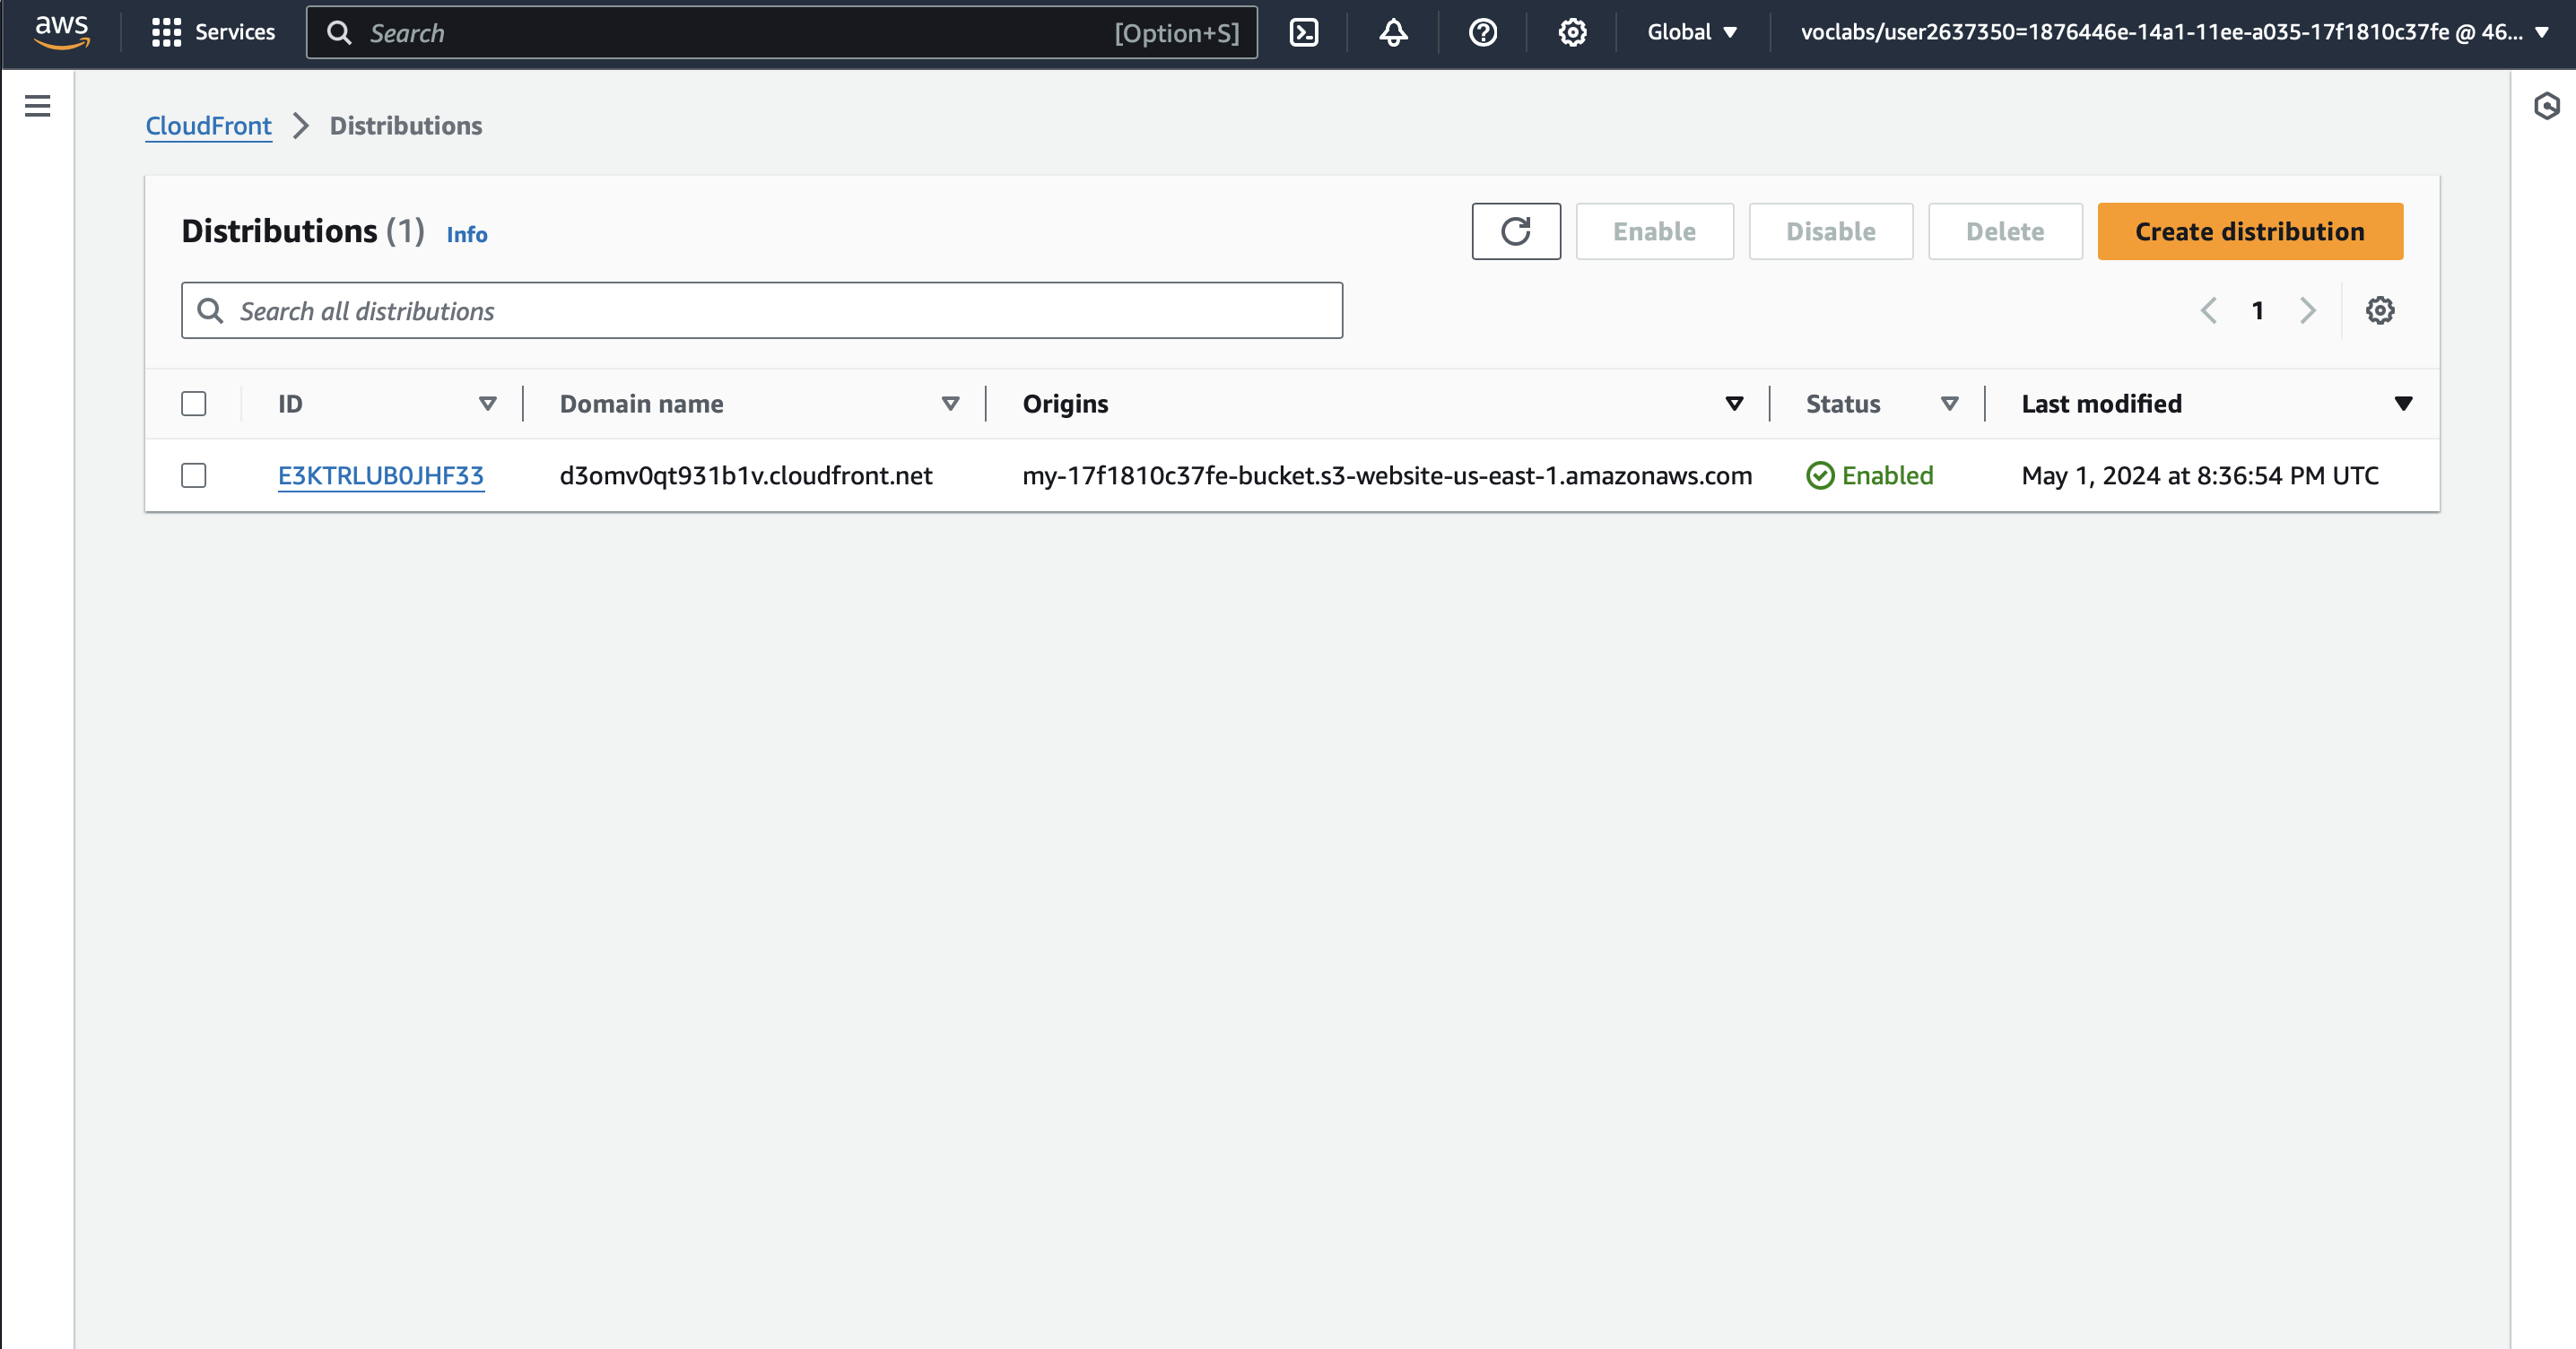 aws Services Search [Option+S] Global voclabs/user2637350=1876446e-14a1-11ee-a035-17f1810c37fe @ 46...
CloudFront Distributions
Distributions (1) Info Enable Disable Delete Create distribution
Search all distributions 1
ID Domain name Origins Status Last modified
E3KTRLUB0JHF33 d3omv0qt931b1v.cloudfront.net my-17f1810c37fe-bucket.s3-website-us-east-1.amazonaws.com Enabled May 1, 2024 at 8:36:54 PM UTC